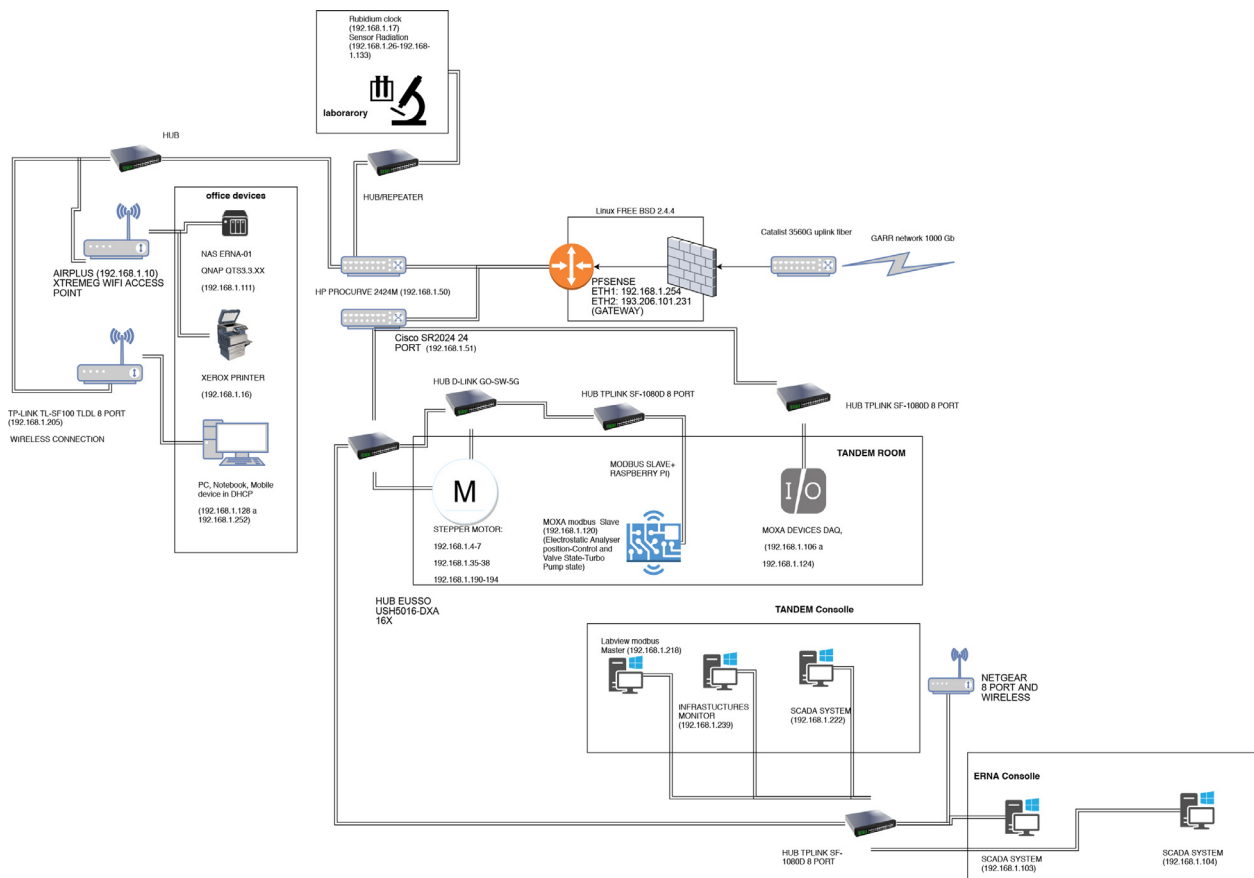 Rubidium clock
(192.168.1.17)
Sensor Radiation
(192.168.1.26-192-168-
1.133)
laborarory
HUB
HUB/REPEATER
office devices
NAS ERNA-01
QNAP QTS3.3.XX
(192.168.1.111)
AIRPLUS (192.168.1.10)
XTREMEG WIFI ACCESS
POINT
XEROX PRINTER
(192.168.1.16)
TP-LINK TL-SF100 TLDL 8 PORT
(192.168.1.205)
WIRELESS CONNECTION
PC, Notebook, Mobile
device in DHCP
(192.168.1.128 a
192.168.1.252)
HP PROCURVE 2424M (192.168.1.50)
Cisco SR2024 24
PORT (192.168.1.51)
Linux FREE BSD 2.4.4
PFSENSE
ETH1: 192.168.1.254
ETH2: 193.206.101.231
(GATEWAY)
Catalist 3560G uplink fiber
GARR network 1000 Gb
HUB D-LINK GO-SW-5G
HUB TPLINK SF-1080D 8 PORT
HUB TPLINK SF-1080D 8 PORT
TANDEM ROOM
MODBUS SLAVE+
RASPBERRY PI)
M
I/O
STEPPER MOTOR:
192.168.1.4-7
192.168.1.35-38
192.168.1.190-194
MOXA modbus Slave
(192.168.1.120)
(Electrostatic Analyser
position-Control and
Valve State-Turbo
Pump state)
MOXA DEVICES DAQ,
(192.168.1.106 a
192.168.1.124)
HUB EUSSO
USH5016-DXA
16X
TANDEM Consolle
Labview modbus
Master (192.168.1.218)
INFRASTUCTURES
MONITOR
(192.168.1.239)
SCADA SYSTEM
(192.168.1.222)
NETGEAR
8 PORT AND
WIRELESS
ERNA Consolle
HUB TPLINK SF-
1080D 8 PORT
SCADA SYSTEM
(192.168.1.103)
SCADA SYSTEM
(192.168.1.104)